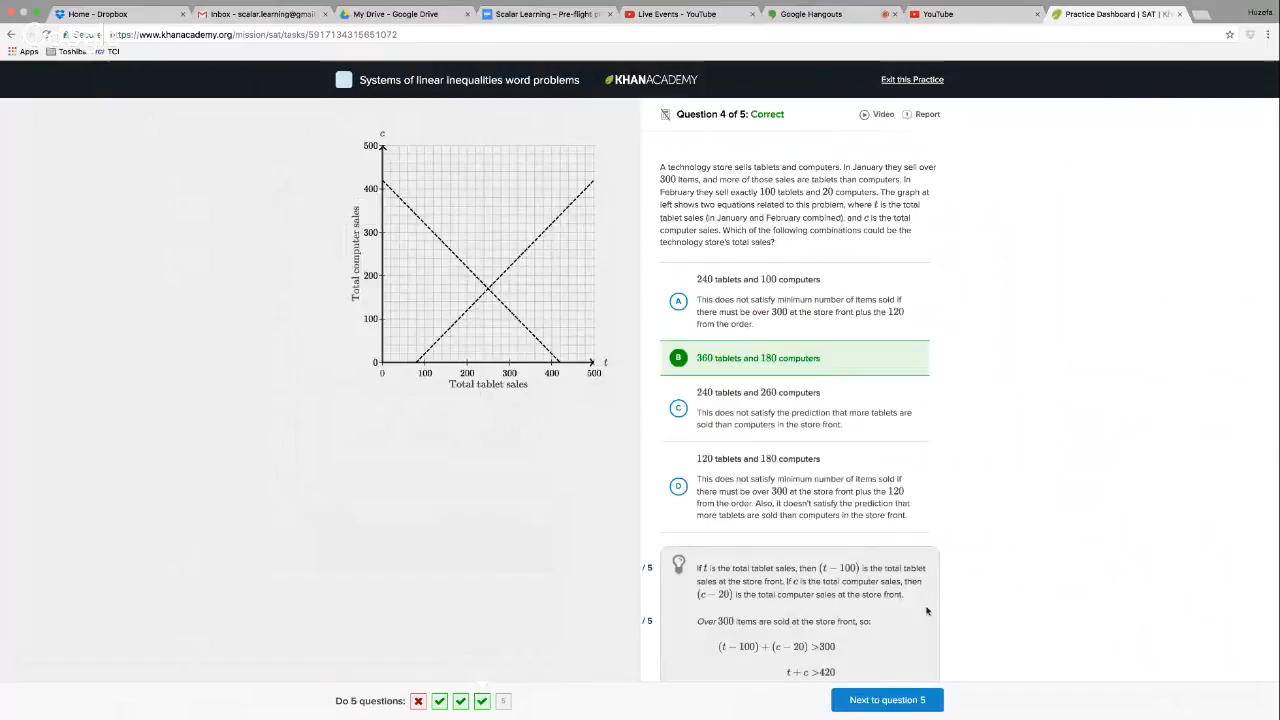 Home - Dropbox
Inbox - scalar.learning@gmail
My Drive - Google Drive
Scalar Learning – Pre-flight p
Live Events - YouTube
Google Hangouts
YouTube
Practice Dashboard | SAT | Kh
Huzefa
Secure https://www.khanacademy.org/mission/sat/tasks/5917134315651072
Apps
TCI
Systems of linear inequalities word problems
KHANACADEMY
Exit this Practice
Question 4 of 5: Correct
Video
Report
c
500
400
300
200
100
0
0 100 200 300 400 500
t
Total computer sales
Total tablet sales
A technology store sells tablets and computers. In January they sell over
300 items, and more of those sales are tablets than computers. In
February they sell exactly 100 tablets and 20 computers. The graph at
left shows two equations related to this problem, where t is the total
tablet sales (in January and February combined), and c is the total
computer sales. Which of the following combinations could be the
technology store's total sales?
240 tablets and 100 computers
A
This does not satisfy minimum number of items sold if
there must be over 300 at the store front plus the 120
from the order.
B 360 tablets and 180 computers
240 tablets and 260 computers
C
This does not satisfy the prediction that more tablets are
sold than computers in the store front.
120 tablets and 180 computers
D
This does not satisfy minimum number of items sold if
there must be over 300 at the store front plus the 120
from the order. Also, it doesn't satisfy the prediction that
more tablets are sold than computers in the store front.
/ 5
If t is the total tablet sales, then (t − 100) is the total tablet
sales at the store front. If c is the total computer sales, then
(c − 20) is the total computer sales at the store front.
/ 5
Over 300 items are sold at the store front, so:
(t − 100) + (c − 20) >300
t + c >420
Do 5 questions:
5
Next to question 5